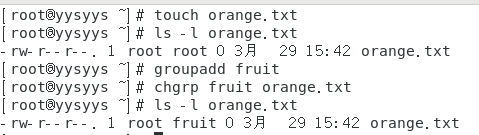 [root@yysyys ~]# touch orange.txt
[root@yysyys ~]# ls -l orange.txt
-rw-r--r--. 1 root root 0 3月  29 15:42 orange.txt
[root@yysyys ~]# groupadd fruit
[root@yysyys ~]# chgrp fruit orange.txt
[root@yysyys ~]# ls -l orange.txt
-rw-r--r--. 1 root fruit 0 3月  29 15:42 orange.txt